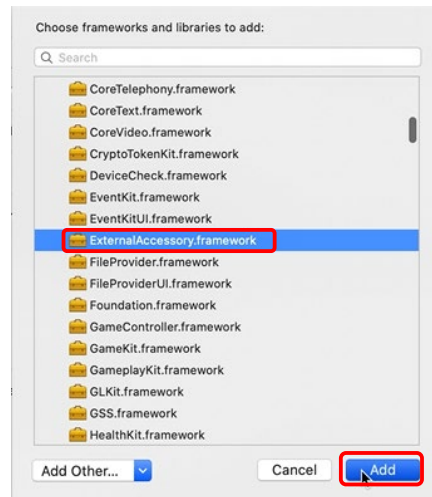 Choose frameworks and libraries to add:
Search
CoreTelephony.framework
CoreText.framework
CoreVideo.framework
CryptoTokenKit.framework
DeviceCheck.framework
EventKit.framework
EventKitUI.framework
ExternalAccessory.framework
FileProvider.framework
FileProviderUI.framework
Foundation.framework
GameController.framework
GameKit.framework
GameplayKit.framework
GLKit.framework
GSS.framework
HealthKit.framework
Add Other... Cancel Add